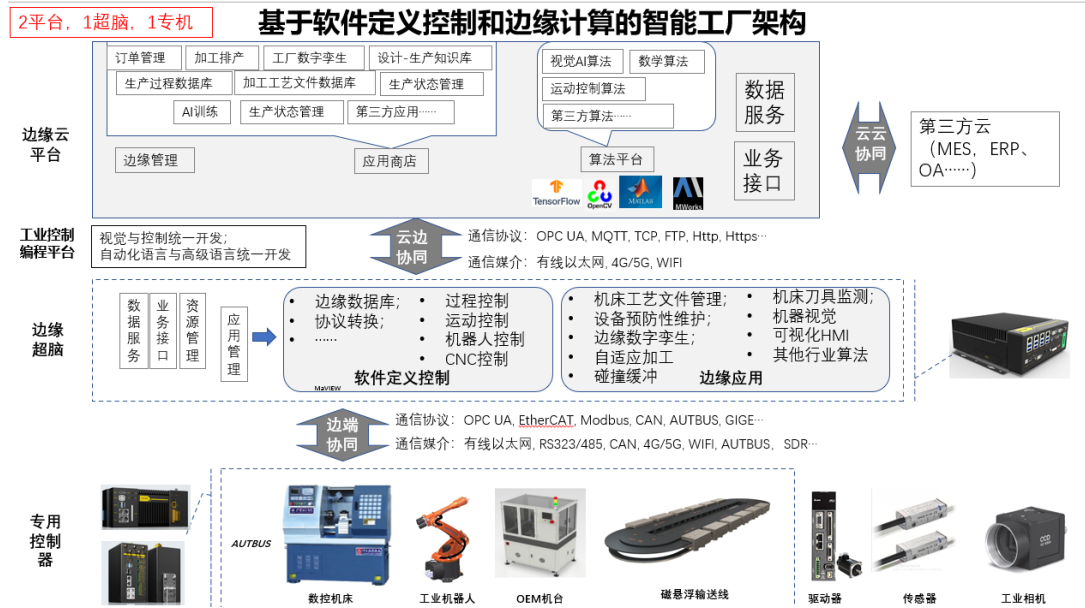 2平台，1超脑，1专机
基于软件定义控制和边缘计算的智能工厂架构
订单管理
加工排产
工厂数字孪生
设计-生产知识库
生产过程数据库
加工工艺文件数据库
生产状态管理
AI训练
生产状态管理
第三方应用……
视觉AI算法
数学算法
运动控制算法
第三方算法……
数据
服务
业务
接口
边缘云
平台
边缘管理
应用商店
算法平台
TensorFlow
OpenCV
MATLAB
MWorks
云云
协同
第三方云
（MES，ERP、
OA……）
工业控制
编程平台
视觉与控制统一开发；
自动化语言与高级语言统一开发
云边
协同
通信协议：OPC UA, MQTT, TCP, FTP, Http, Https…
通信媒介：有线以太网, 4G/5G, WIFI
边缘
超脑
数据服务
业务接口
资源管理
应用管理
• 边缘数据库；
• 协议转换；
• ……
• 过程控制
• 运动控制
• 机器人控制
• CNC控制
软件定义控制
MaVIEW
• 机床工艺文件管理；
• 设备预防性维护；
• 边缘数字孪生；
• 自适应加工
• 碰撞缓冲
• 机床刀具监测；
• 机器视觉
• 可视化HMI
• 其他行业算法
边缘应用
边端
协同
通信协议：OPC UA, EtherCAT, Modbus, CAN, AUTBUS, GIGE…
通信媒介：有线以太网, RS323/485, CAN, 4G/5G, WIFI, AUTBUS， SDR…
专用
控制
器
AUTBUS
数控机床
工业机器人
OEM机台
磁悬浮输送线
驱动器
传感器
CCD
工业相机